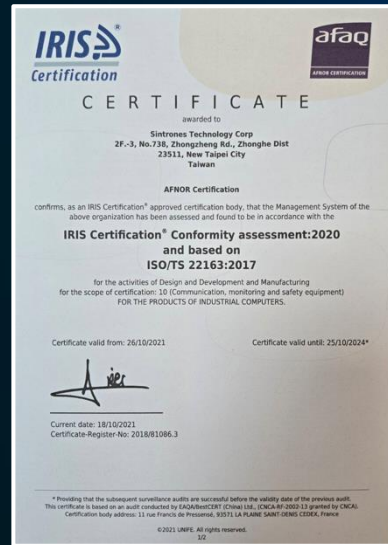 IRIS
Certification
afaq
AFNOR CERTIFICATION
CERTIFICATE
awarded to
Sintrones Technology Corp
2F.-3, No.738, Zhongzheng Rd., Zhonghe Dist
23511, New Taipei City
Taiwan
AFNOR Certification
confirms, as an IRIS Certification® approved certification body, that the Management System of the
above organization has been assessed and found to be in accordance with the
IRIS Certification® Conformity assessment:2020
and based on
ISO/TS 22163:2017
for the activities of Design and Development and Manufacturing
for the scope of certification: 10 (Communication, monitoring and safety equipment)
FOR THE PRODUCTS OF INDUSTRIAL COMPUTERS.
Certificate valid from: 26/10/2021
Certificate valid until: 25/10/2024*
Current date: 18/10/2021
Certificate-Register-No: 2018/81086.3
* Providing that the subsequent surveillance audits are successful before the validity date of the previous audit.
This certificate is based on an audit conducted by EAQA/BestCERT (China) Ltd., (CNCA-RF-2002-13 granted by CNCA).
Certification body address: 11 rue Francis de Pressensé, 93571 LA PLAINE SAINT-DENIS CEDEX, France
©2021 UNIFE. All rights reserved.
1/2